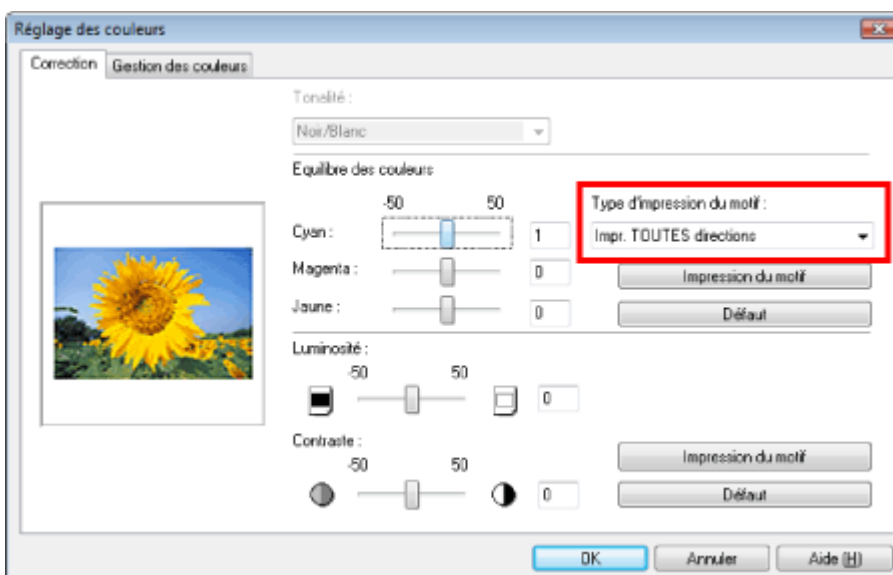 Réglage des couleurs
Correction
Gestion des couleurs
Tonalité :
Noir/Blanc
Equilibre des couleurs
-50 50
Type d'impression du motif :
Cyan : 1
Impr. TOUTES directions
Magenta : 0
Impression du motif
Jaune : 0
Défaut
Luminosité :
-50 50
0
Contraste :
-50 50
Impression du motif
0
Défaut
OK
Annuler
Aide (H)